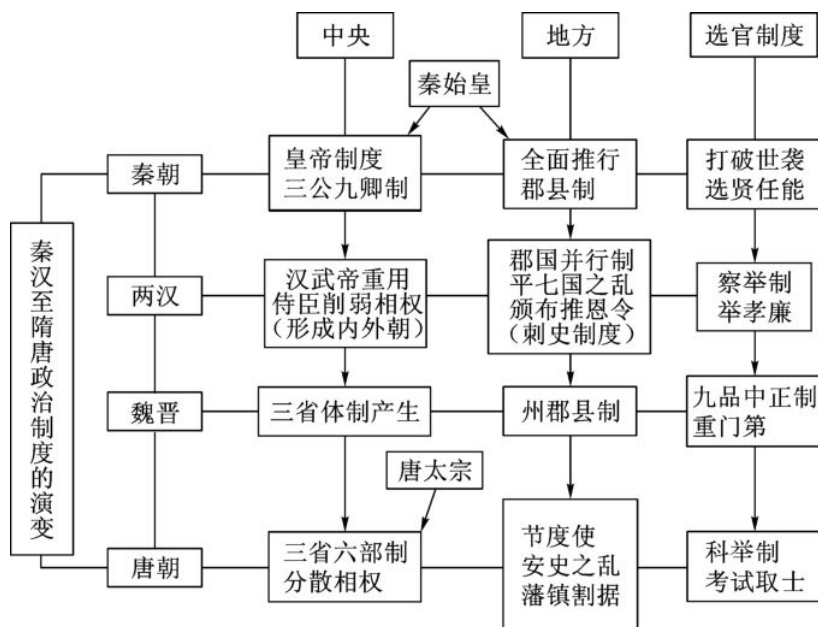 中央
地方
选官制度
秦始皇
秦朝
皇帝制度
三公九卿制
全面推行
郡县制
打破世袭
选贤任能
秦汉至隋唐政治制度的演变
两汉
汉武帝重用
侍臣削弱相权
（形成内外朝）
郡国并行制
平七国之乱
颁布推恩令
（刺史制度）
察举制
举孝廉
魏晋
三省体制产生
州郡县制
九品中正制
重门第
唐太宗
唐朝
三省六部制
分散相权
节度使
安史之乱
藩镇割据
科举制
考试取士